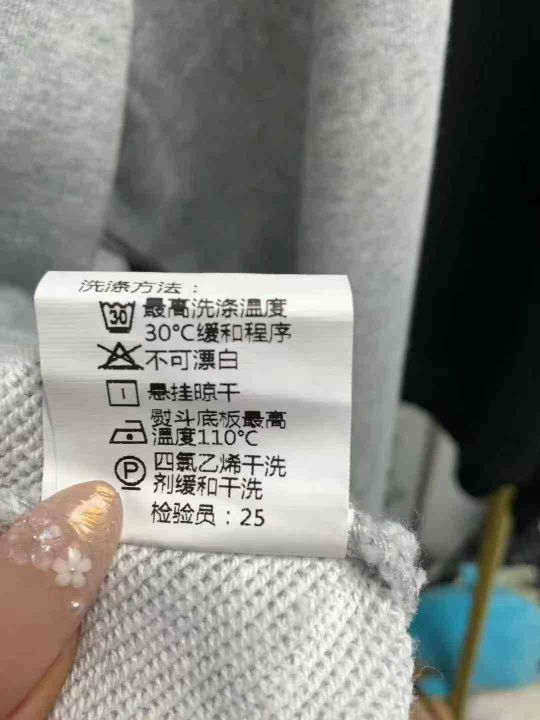 洗涤方法：
30 最高洗涤温度
30°C缓和程序
不可漂白
悬挂晾干
熨斗底板最高
温度110℃
P 四氯乙烯干洗
剂缓和干洗
检验员：25